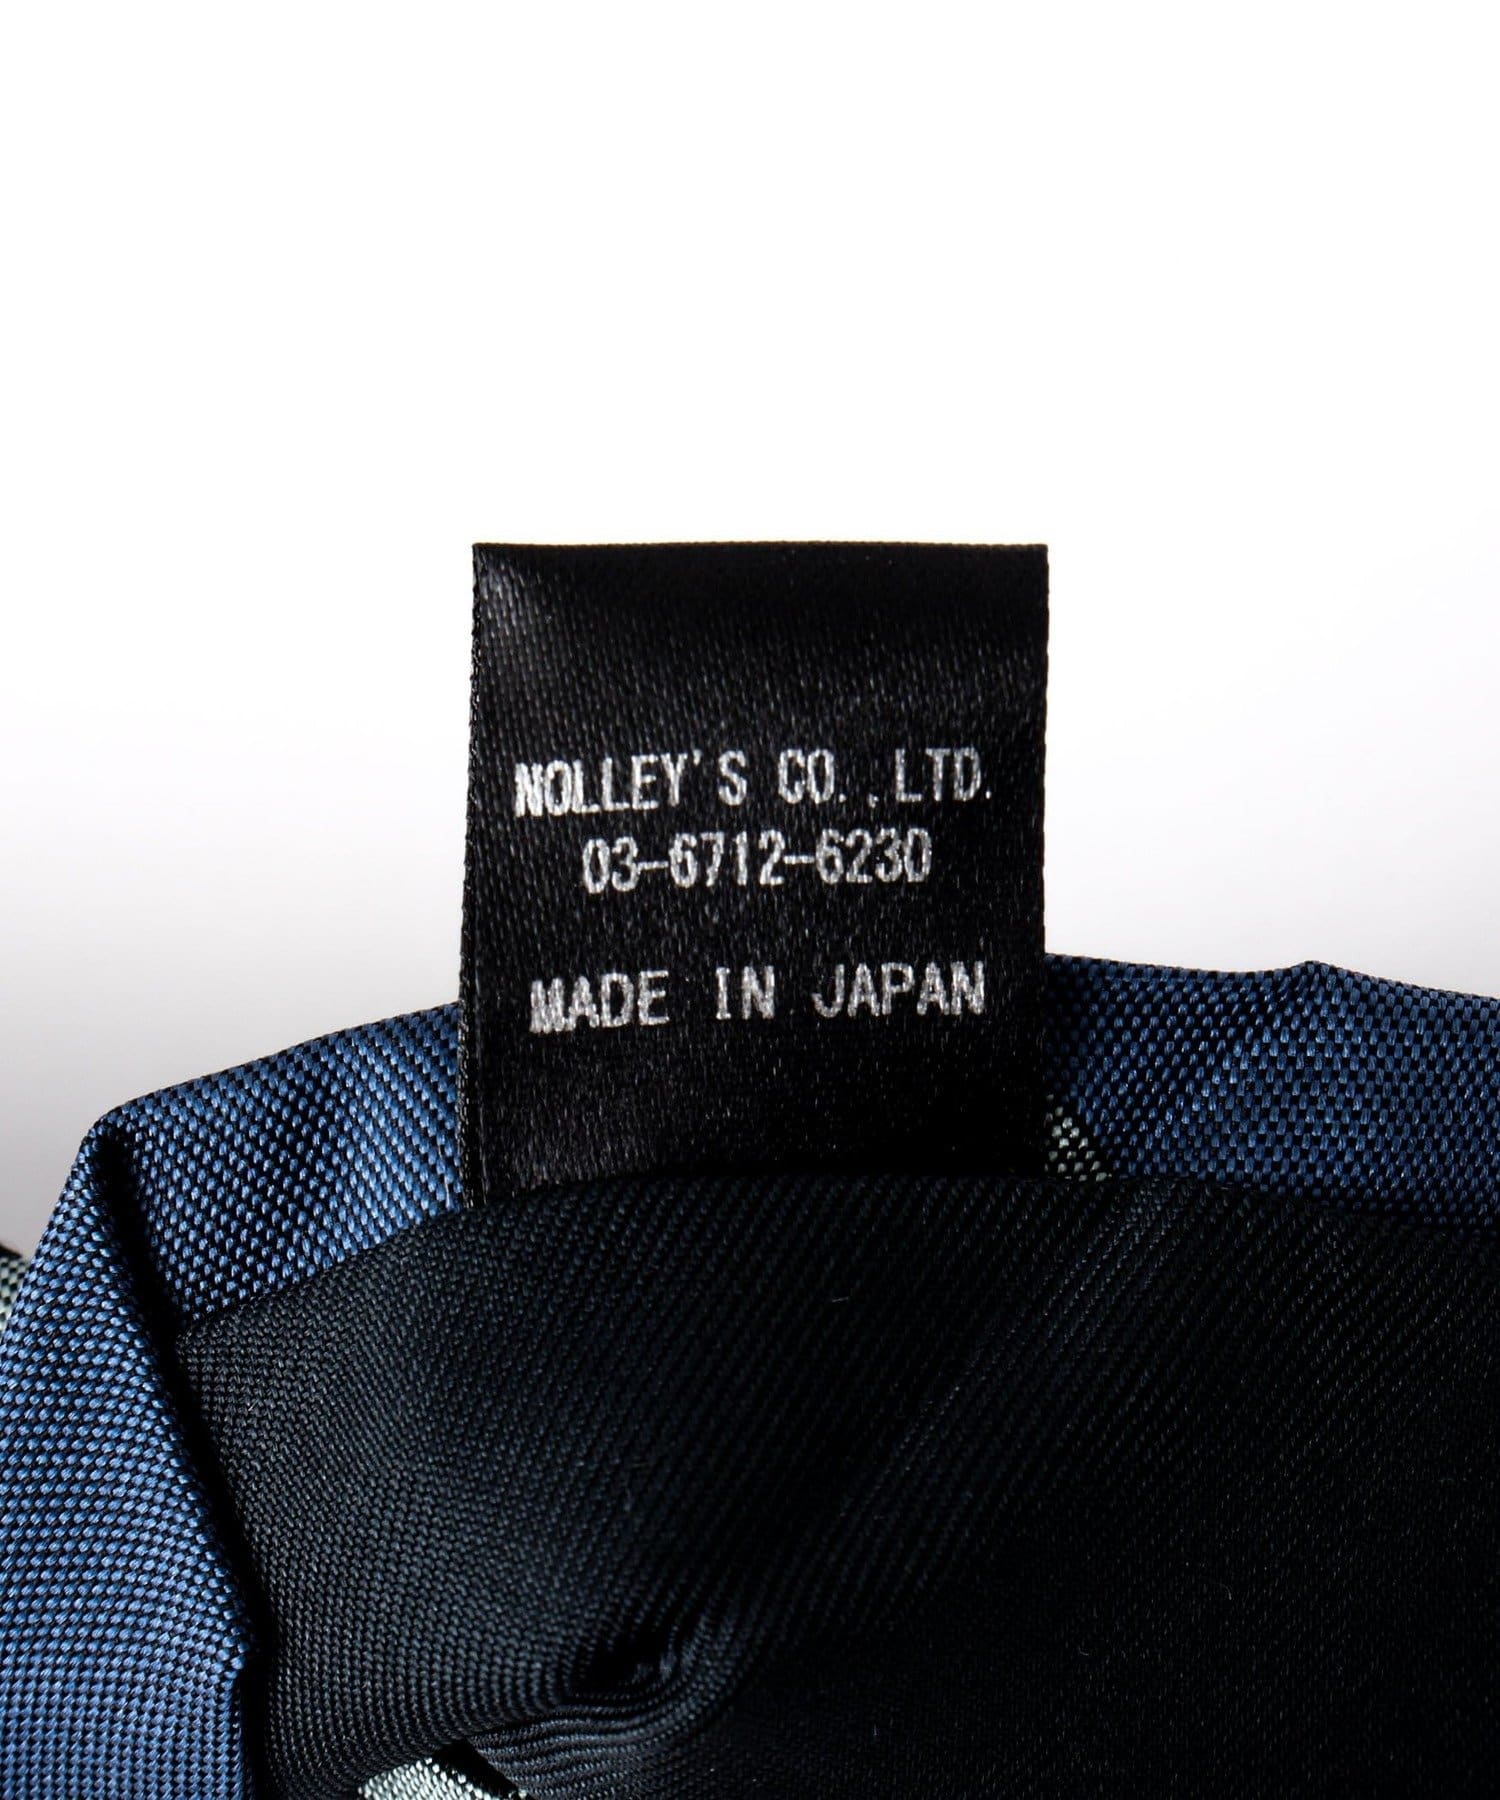 NOLLEY'S CO.,LTD.
03-6712-6230
MADE IN JAPAN